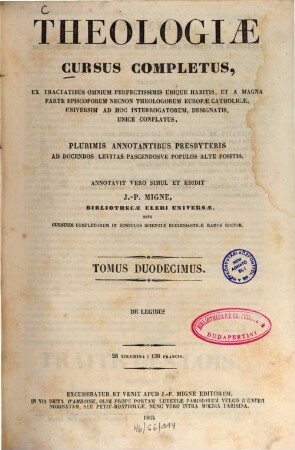 C
THEOLOGIÆ
CURSUS COMPLETUS,
EX TRACTATIBUS OMNIUM PERFECTISSIMIS UBIQUE HABITIS, ET A MAGNA
PARTE EPISCOPORUM NECNON THEOLOGORUM EUROPÆ CATHOLICÆ,
UNIVERSIM AD HOC INTERROGATORUM, DESIGNATIS,
UNICE CONFLATUS,
PLURIMIS ANNOTANTIBUS PRESBYTERIS
AD DOCENDOS LEVITAS PASCENDOSVE POPULOS ALTE POSITIS.
ANNOTAVIT VERO SIMUL ET EDIDIT
J.-P. MIGNE,
BIBLIOTHECÆ CLERI UNIVERSÆ,
SIVE
CURSUUM COMPLETORUM IN SINGULOS SCIENTIÆ ECCLESIASTICÆ RAMOS EDITOR.
TOMUS DUODECIMUS.
DE LEGIBUS
BUDAPESTINI
28 VOLUMINA : 138 FRANCIS.
EXCUDEBATUR ET VENIT APUD J.-P. MIGNE EDITOREM,
IN VIA DICTA D'AMBOISE, OLIM PROPE PORTAM LUTETIÆ PARISIORUM VULGO D'ENFER
NOMINATAM, SEU PETIT-MONTROUGE, NUNC VERO INTRA MOENIA PARISINA.